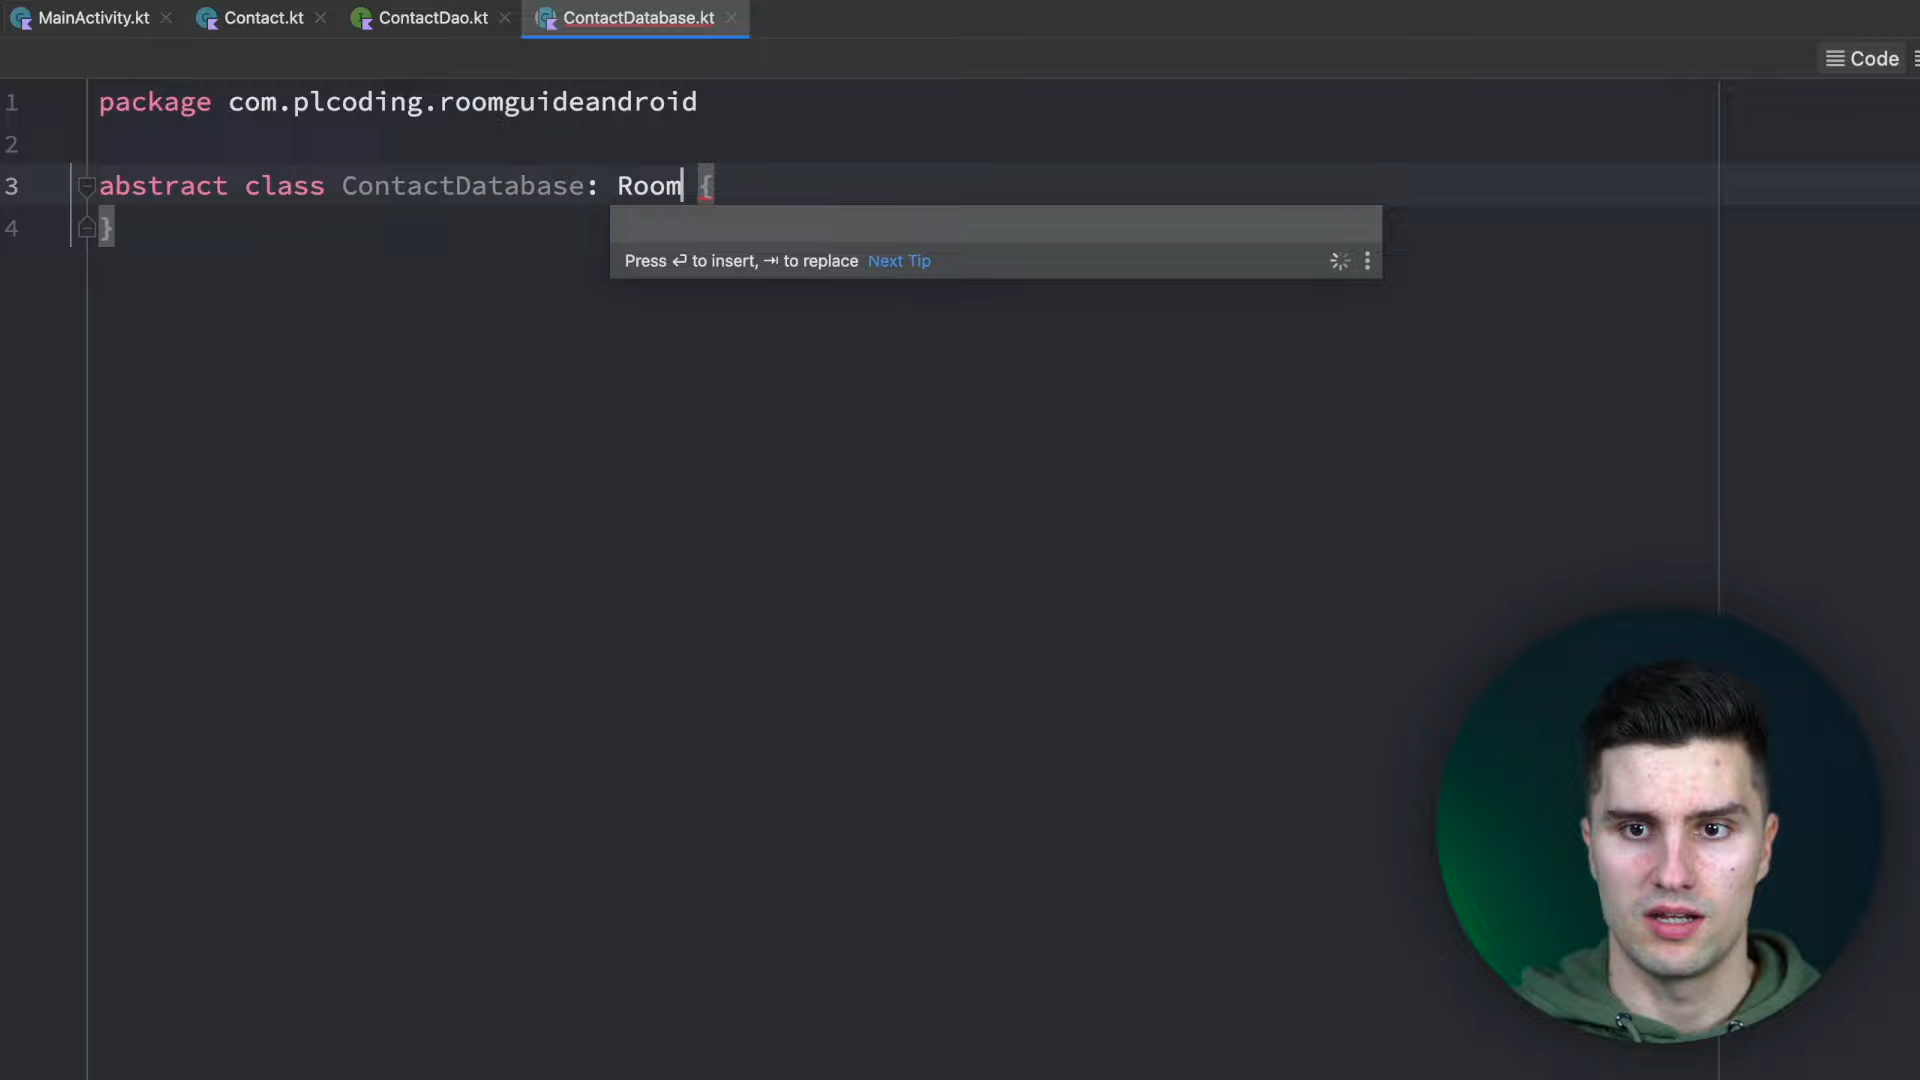 MainActivity.kt Contact.kt ContactDao.kt ContactDatabase.kt
Code
1 package com.plcoding.roomguideandroid
2
3 abstract class ContactDatabase: Room {
4 }
Press ⏎ to insert, ⇥ to replace Next Tip